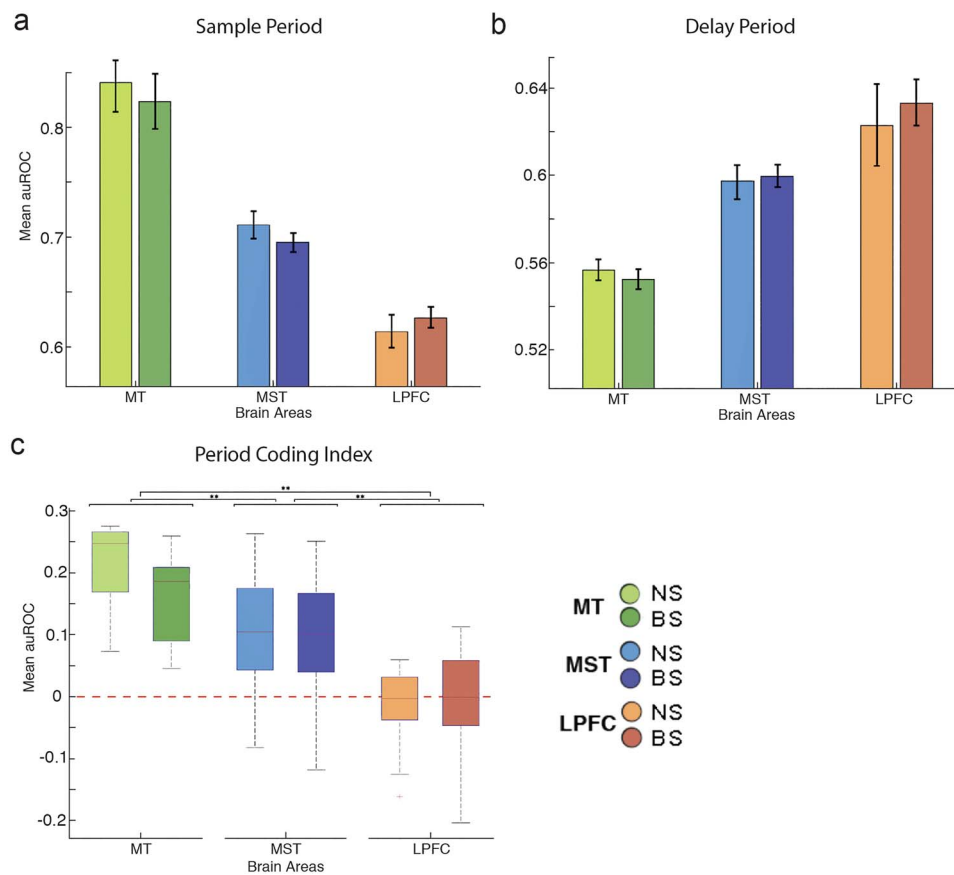 a
Sample Period
Mean auROC
0.8
0.7
0.6
MT
MST
LPFC
Brain Areas
b
Delay Period
0.64
0.6
0.56
0.52
MT
MST
LPFC
Brain Areas
c
Period Coding Index
**
**
**
Mean auROC
0.3
0.2
0.1
0
-0.1
-0.2
MT
MST
LPFC
Brain Areas
MT
NS
BS
MST
NS
BS
LPFC
NS
BS